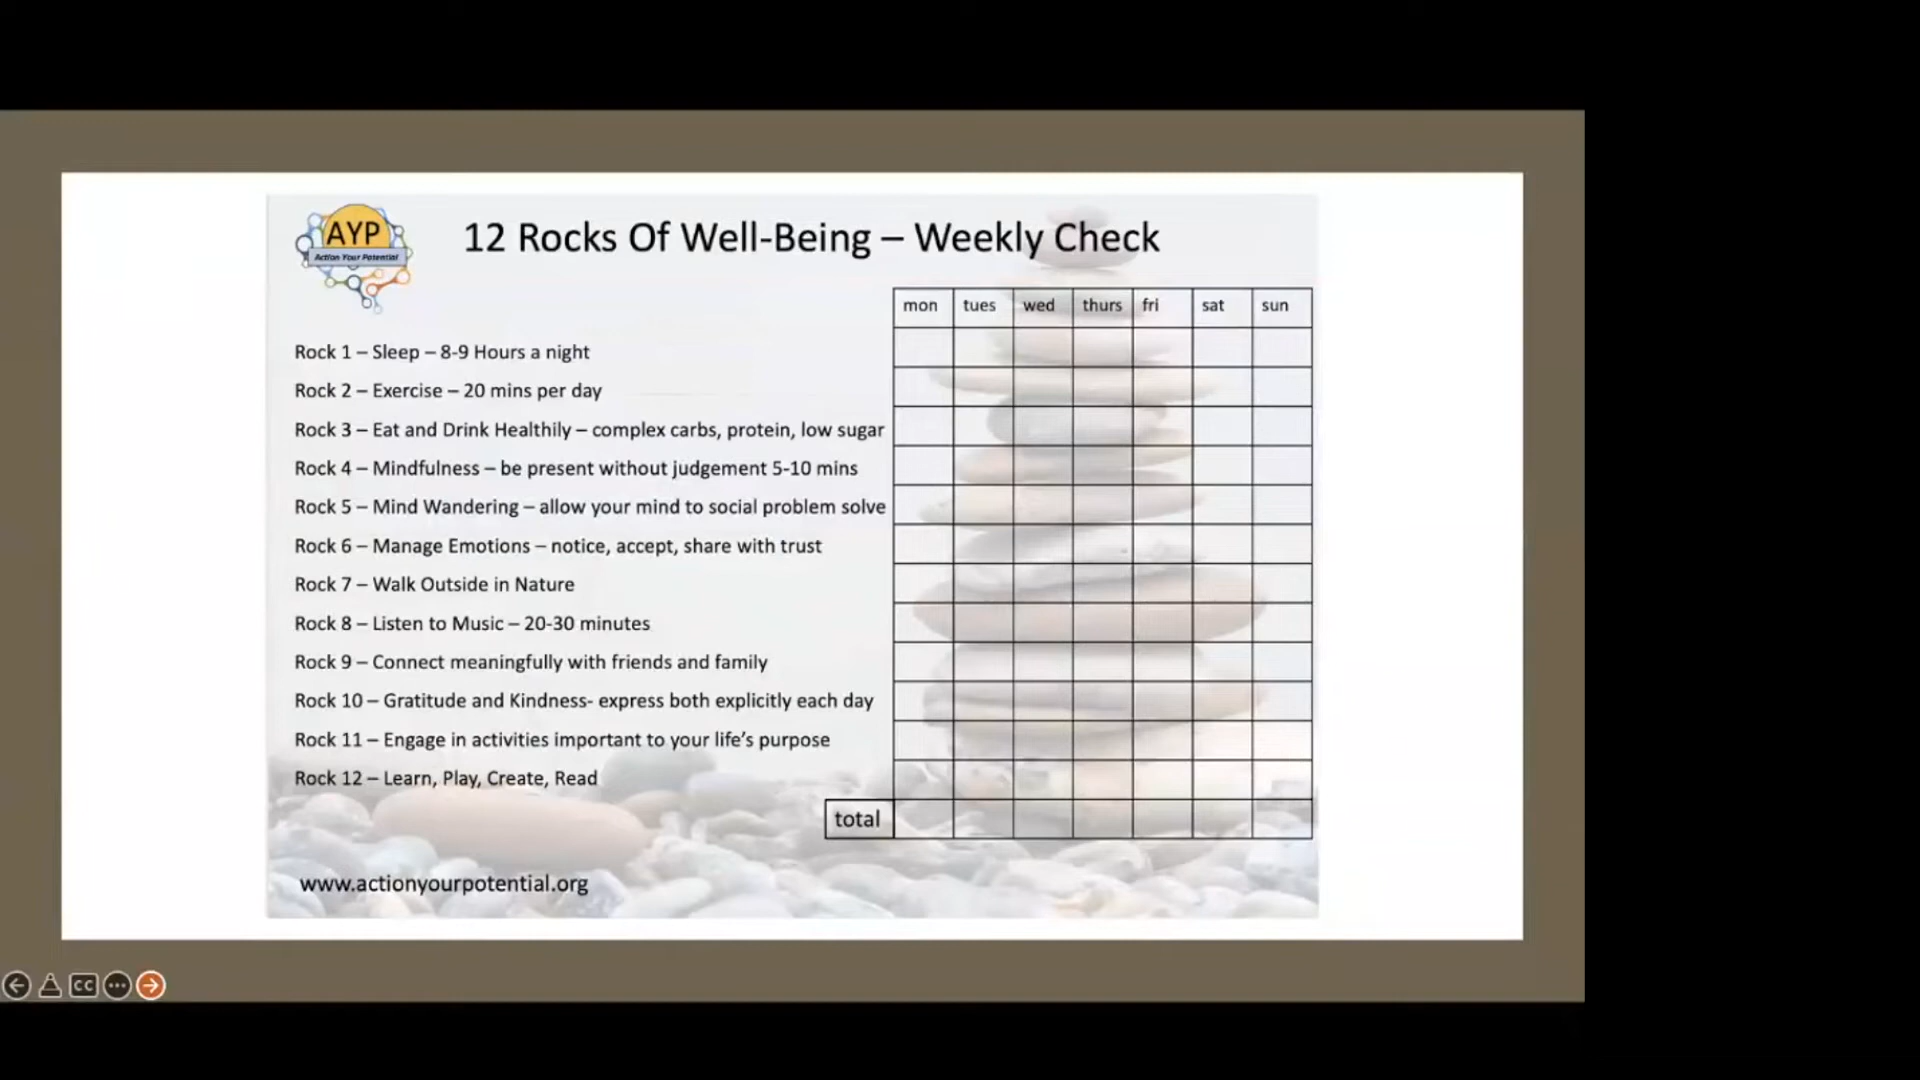 AYP
Action Your Potential
12 Rocks Of Well-Being – Weekly Check
mon tues wed thurs fri sat sun
Rock 1 – Sleep – 8-9 Hours a night
Rock 2 – Exercise – 20 mins per day
Rock 3 – Eat and Drink Healthily – complex carbs, protein, low sugar
Rock 4 – Mindfulness – be present without judgement 5-10 mins
Rock 5 – Mind Wandering – allow your mind to social problem solve
Rock 6 – Manage Emotions – notice, accept, share with trust
Rock 7 – Walk Outside in Nature
Rock 8 – Listen to Music – 20-30 minutes
Rock 9 – Connect meaningfully with friends and family
Rock 10 – Gratitude and Kindness- express both explicitly each day
Rock 11 – Engage in activities important to your life’s purpose
Rock 12 – Learn, Play, Create, Read
total
www.actionyourpotential.org
CC